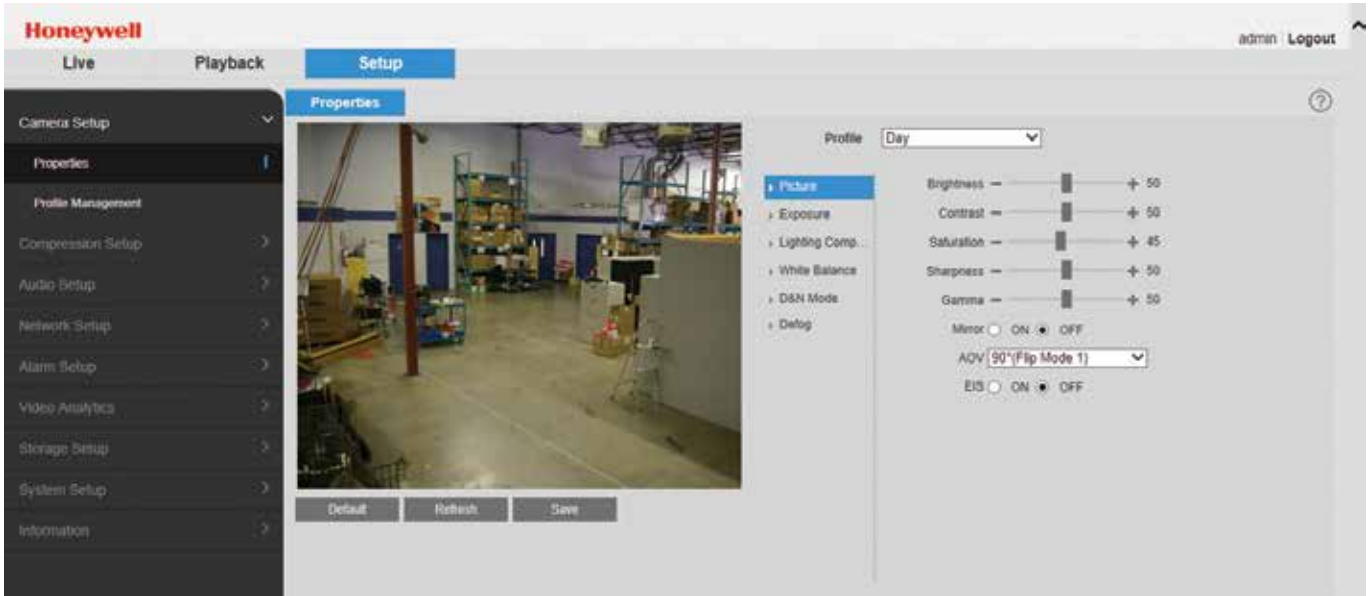 Honeywell
admin Logout
Live Playback Setup
Properties
Camera Setup
Properties
Profile Management
Compression Setup
Audio Setup
Network Setup
Alarm Setup
Video Analytics
Storage Setup
System Setup
Information
Default Refresh Save
Profile Day
Picture
Exposure
Lighting Comp...
White Balance
D&N Mode
Defog
Brightness − + 50
Contrast − + 50
Saturation − + 45
Sharpness − + 50
Gamma − + 50
Mirror ON OFF
AOV 90°(Flip Mode 1)
EIS ON OFF